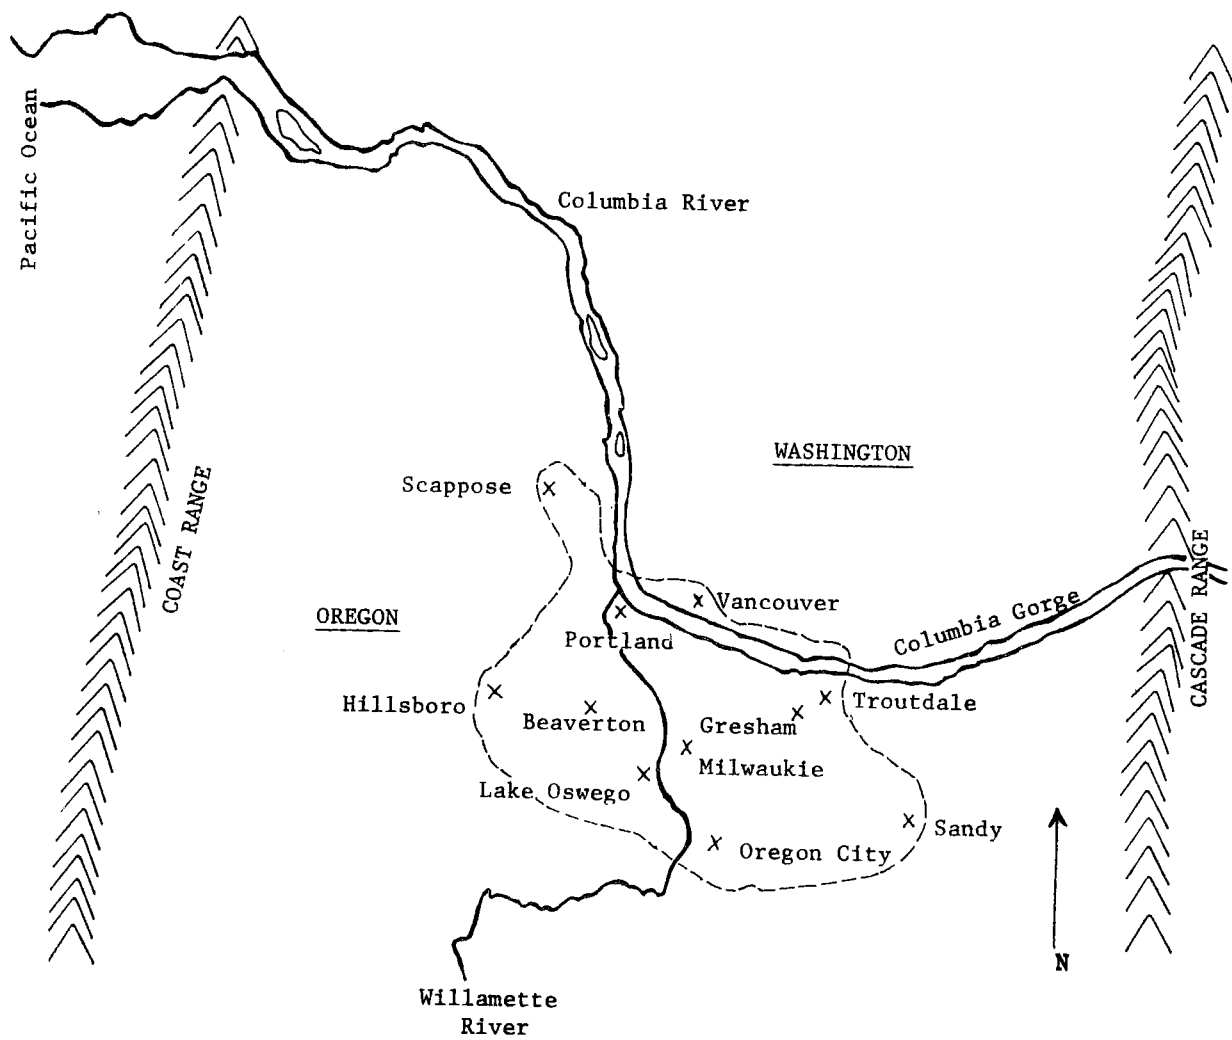 Pacific Ocean
Columbia River
WASHINGTON
Scappose
COAST RANGE
CASCADE RANGE
OREGON
Vancouver
Columbia Gorge
Portland
Hillsboro
Beaverton
Gresham
Troutdale
Milwaukie
Lake Oswego
Sandy
Oregon City
N
Willamette
River